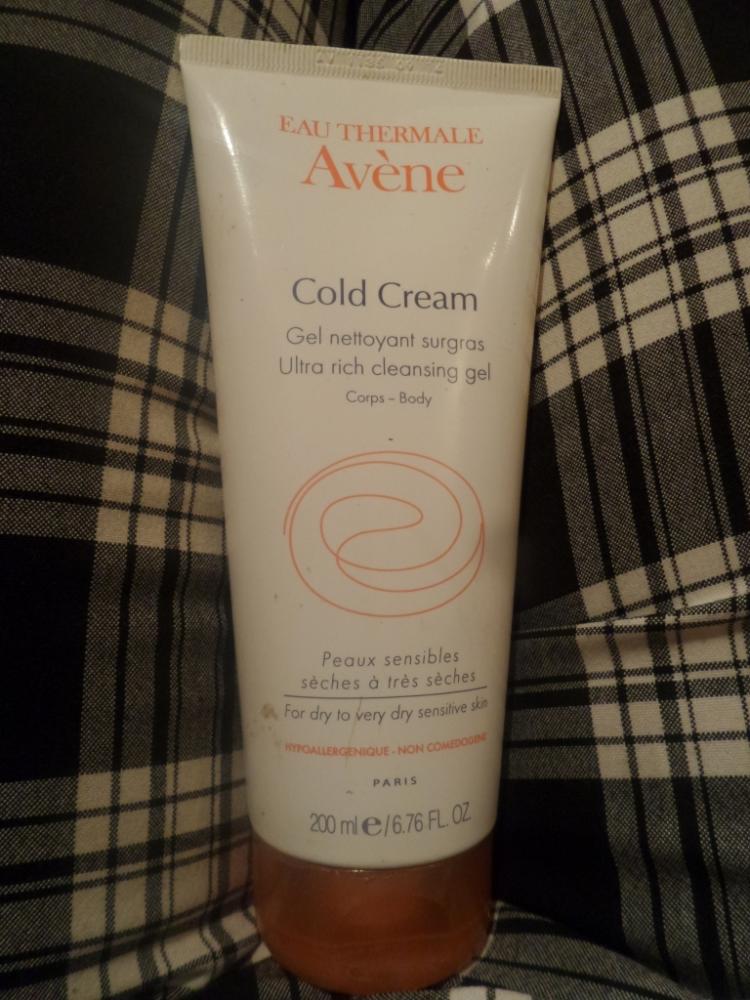 EAU THERMALE
Avène
Cold Cream
Gel nettoyant surgras
Ultra rich cleansing gel
Corps – Body
Peaux sensibles
sèches à très sèches
For dry to very dry sensitive skin
HYPOALLERGENIQUE - NON COMEDOGENE
PARIS
200 ml e / 6.76 FL. OZ